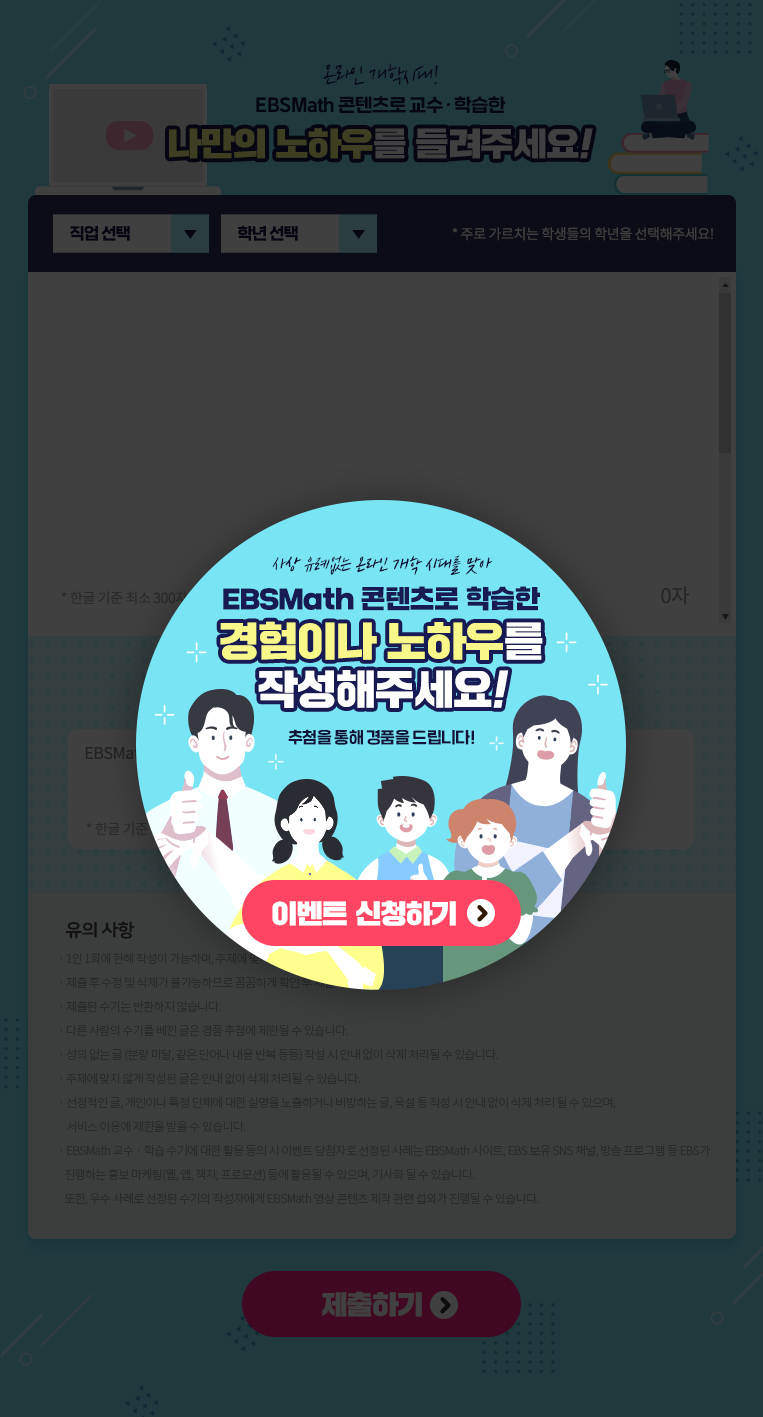 온라인 개학시대!
EBSMath 콘텐츠로 교수 · 학습한
나만의 노하우를 들려주세요!
직업 선택
학년 선택
* 주로 가르치는 학생들의 학년을 선택해주세요!
* 한글 기준 최소 300자
0자
사상 유례없는 온라인 개학 시대를 맞아
EBSMath 콘텐츠로 학습한
경험이나 노하우를
작성해주세요!
추첨을 통해 경품을 드립니다!
EBSMat
* 한글 기준
이벤트 신청하기
유의 사항
· 1인 1회에 한해 작성이 가능하며, 주제에 맞
· 제출 후 수정 및 삭제가 불가능하므로 꼼꼼하게 확인 후
· 제출된 수기는 반환하지 않습니다.
· 다른 사람의 수기를 베낀 글은 경품 추첨에 제한될 수 있습니다.
· 성의 없는 글 (분량 미달, 같은 단어나 내용 반복 등등) 작성 시 안내 없이 삭제 처리될 수 있습니다.
· 주제에 맞지 않게 작성된 글은 안내 없이 삭제 처리될 수 있습니다.
· 선정적인 글, 개인이나 특정 단체에 대한 실명을 노출하거나 비방하는 글, 욕설 등 작성 시 안내 없이 삭제 처리 될 수 있으며,
서비스 이용에 제한을 받을 수 있습니다.
· EBSMath 교수 · 학습 수기에 대한 활용 동의 시 이벤트 당첨자로 선정된 사례는 EBSMath 사이트, EBS 보유 SNS 채널, 방송 프로그램 등 EBS가
진행하는 홍보 마케팅(웹, 앱, 책자, 프로모션) 등에 활용될 수 있으며, 기사화 될 수 있습니다.
또한, 우수 사례로 선정된 수기의 작성자에게 EBSMath 영상 콘텐츠 제작 관련 섭외가 진행될 수 있습니다.
제출하기